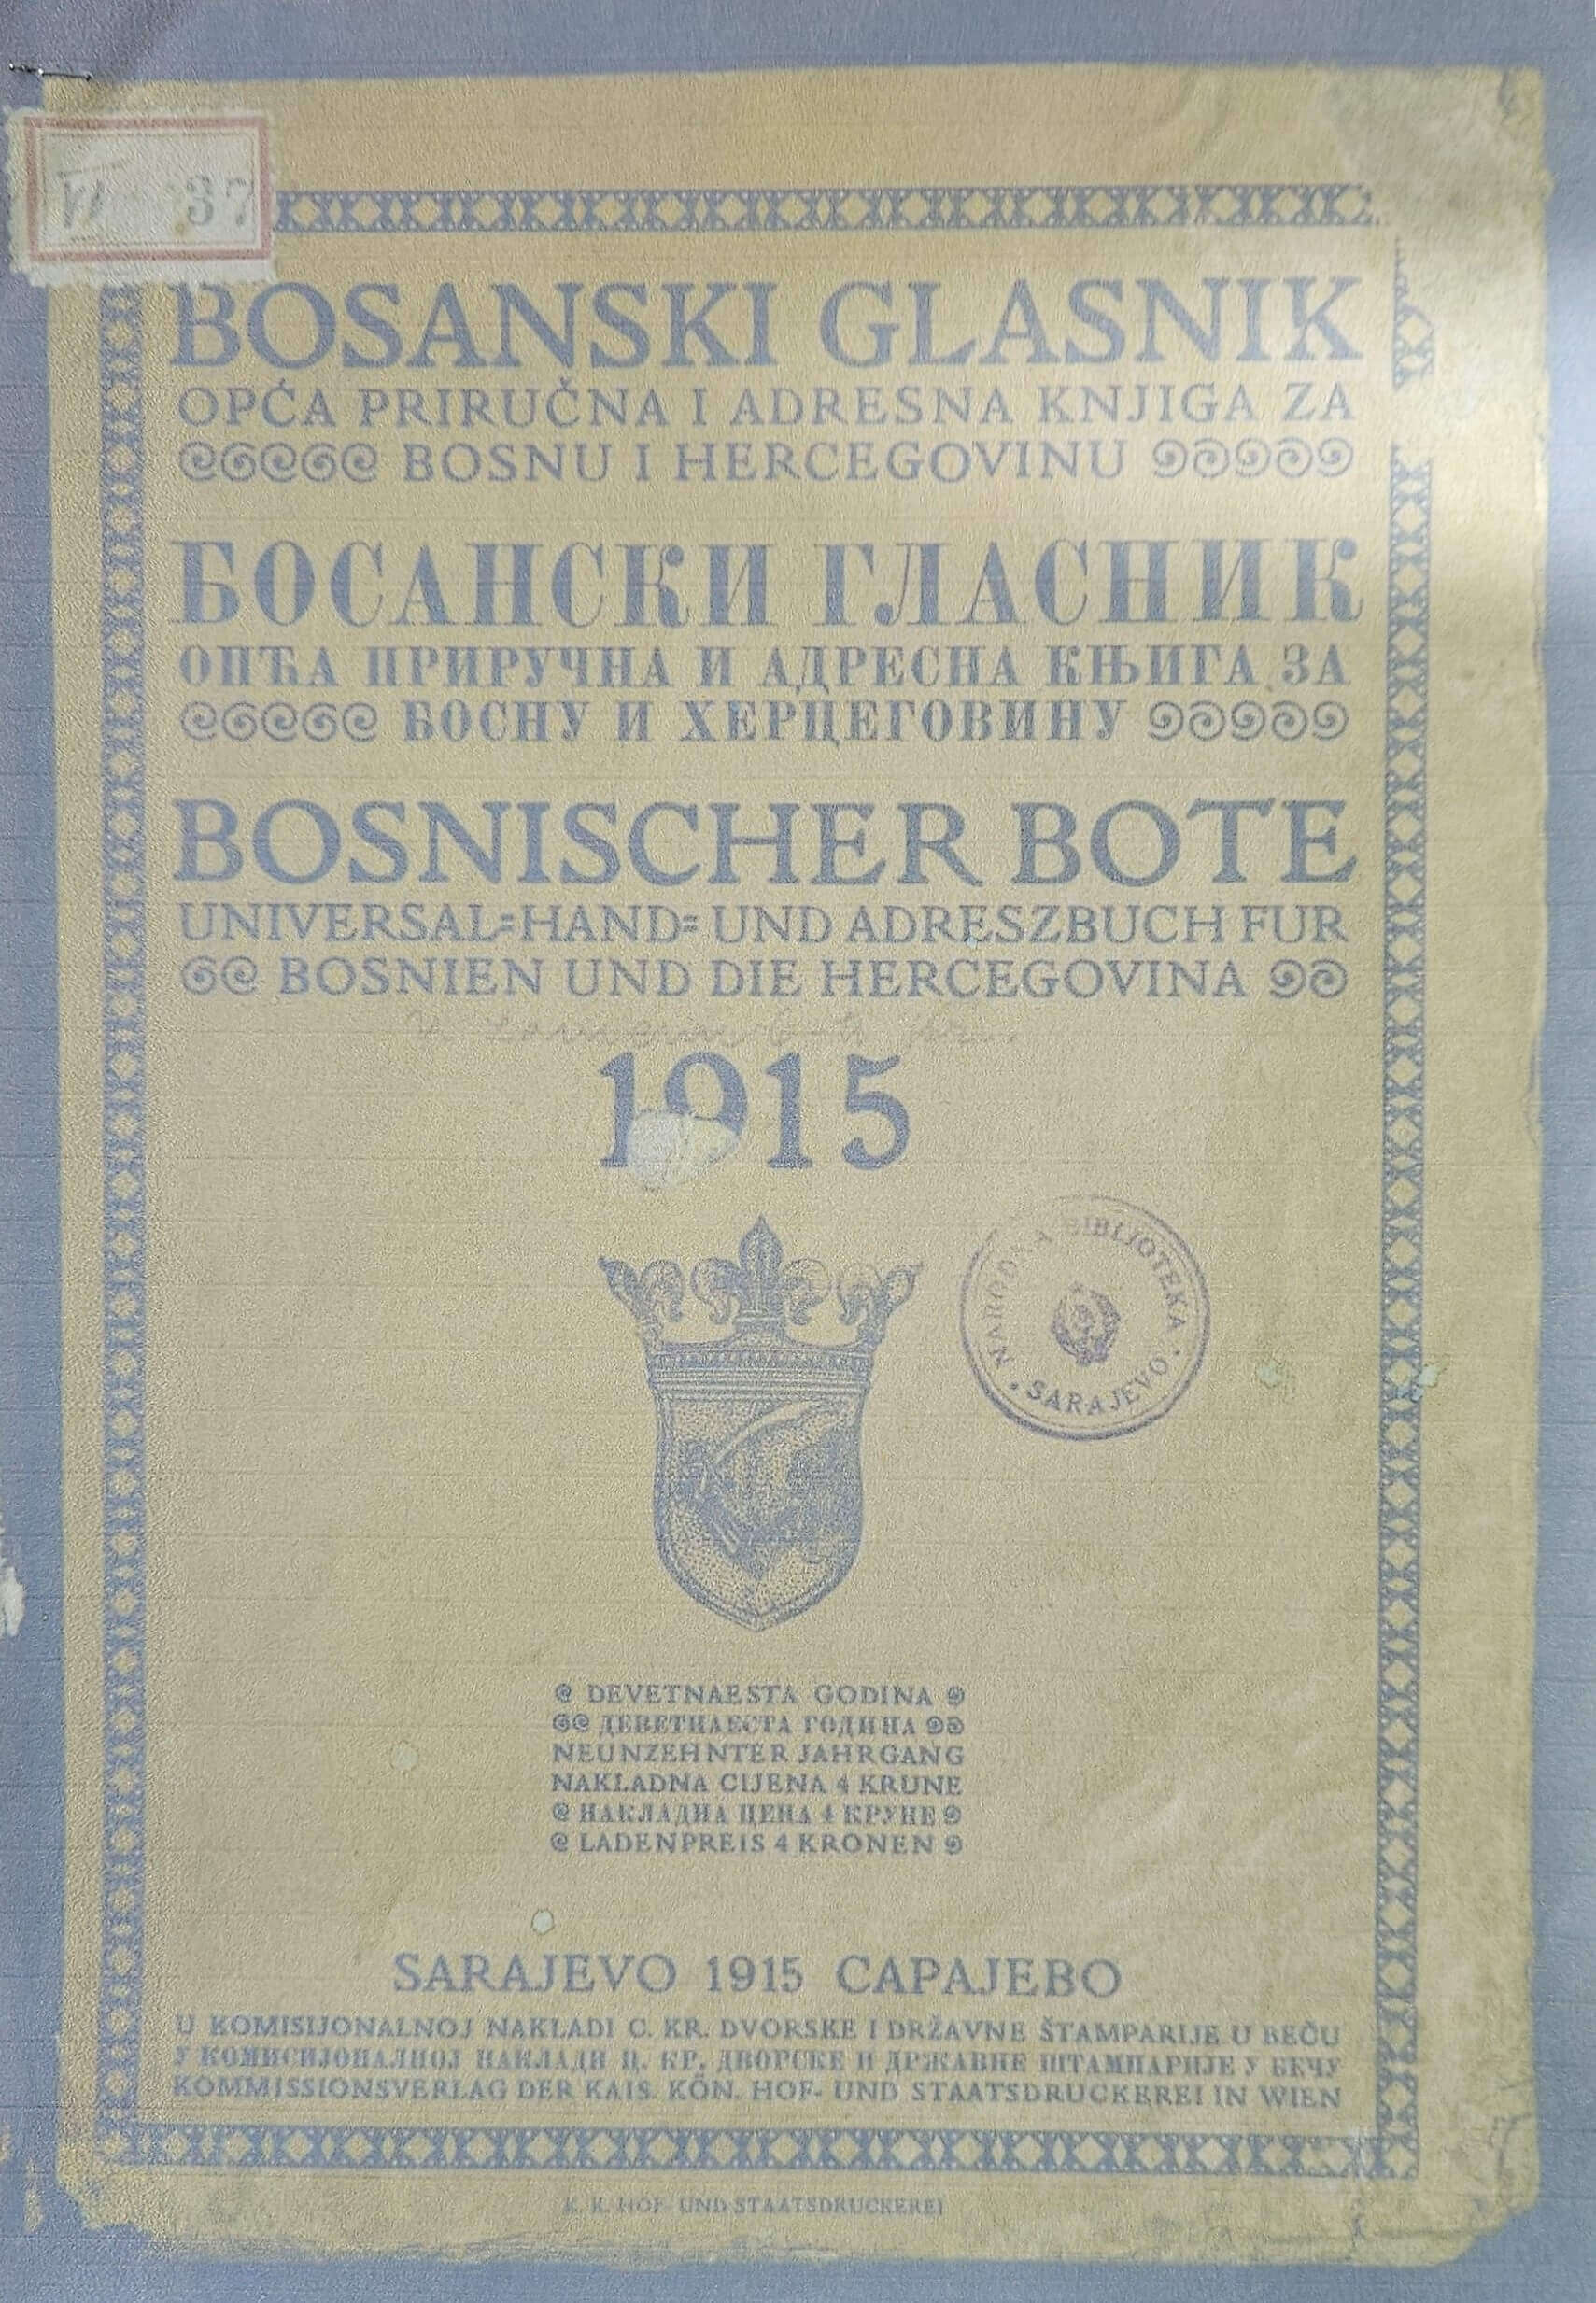 VI 37
BOSANSKI GLASNIK
OPĆA PRIRUČNA I ADRESNA KNJIGA ZA
BOSNU I HERCEGOVINU
БОСАНСКИ ГЛАСНИК
ОПЋА ПРИРУЧНА И АДРЕСНА КЊИГА ЗА
БОСНУ И ХЕРЦЕГОВИНУ
BOSNISCHER BOTE
UNIVERSAL=HAND= UND ADRESZBUCH FUR
BOSNIEN UND DIE HERCEGOVINA
1915
NARODNA BIBLIOTEKA
SARAJEVO
DEVETNAESTA GODINA
ДЕВЕТНАЕСТА ГОДИНА
NEUNZEHNTER JAHRGANG
NAKLADNA CIJENA 4 KRUNE
НАКЛАДНА ЦЕНА 4 КРУНЕ
LADENPREIS 4 KRONEN
SARAJEVO 1915 САРАЈЕВО
U KOMISIJONALNOJ NAKLADI C. KR. DVORSKE I DRŽAVNE ŠTAMPARIJE U BEČU
У КОМИСИЈОНАЛНОЈ НАКЛАДИ Ц. КР. ДВОРСКЕ И ДРЖАВНЕ ШТАМПАРИЈЕ У БЕЧУ
KOMMISSIONSVERLAG DER KAIS. KÖN. HOF- UND STAATSDRUCKEREI IN WIEN
K. K. HOF- UND STAATSDRUCKEREI